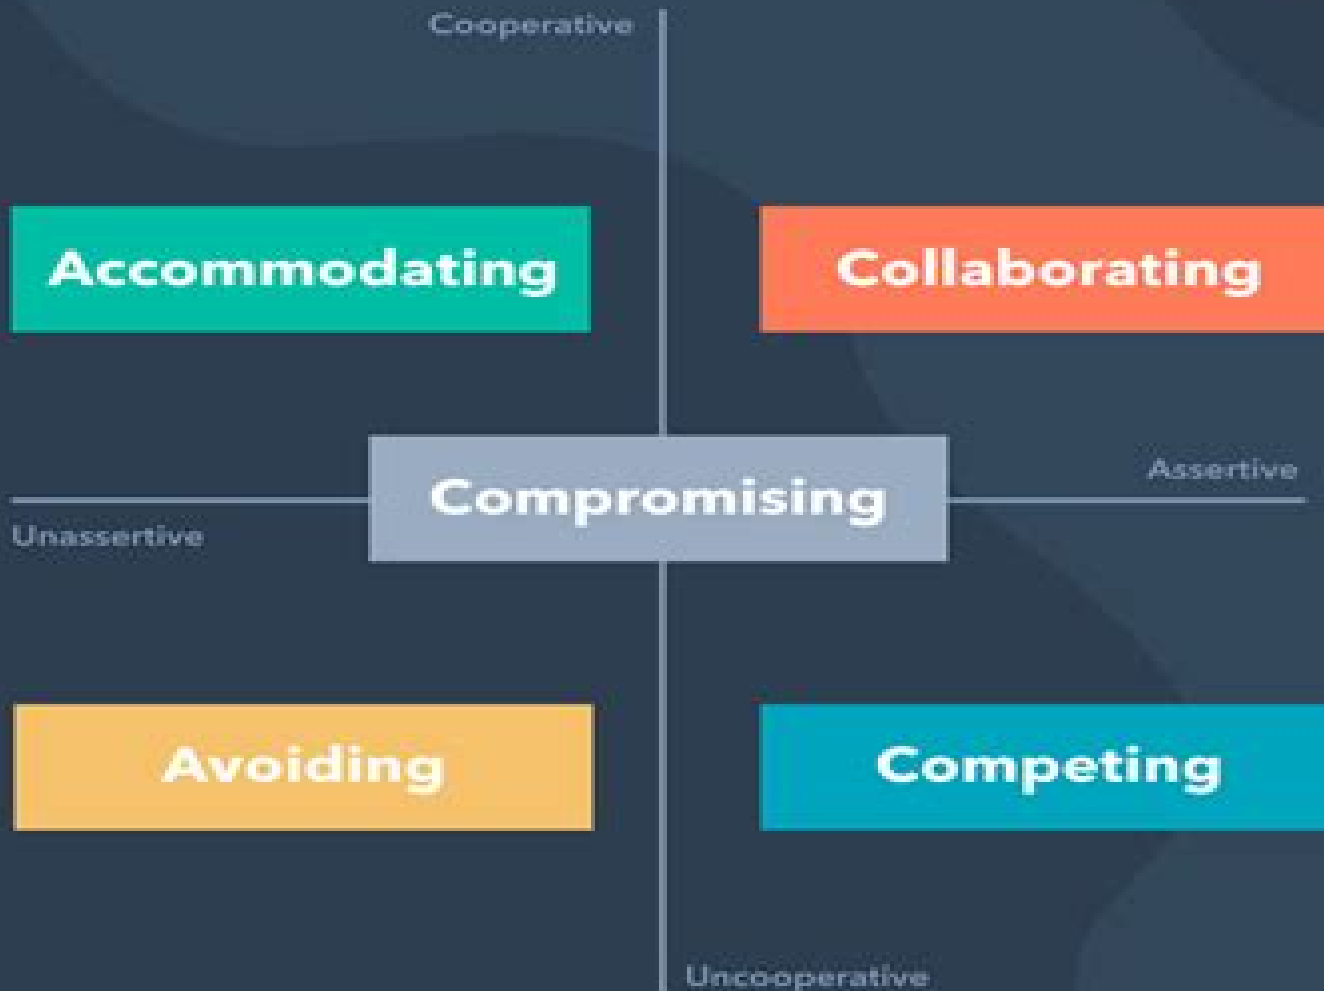 Cooperative
Accommodating
Collaborating
Compromising
Assertive
Unassertive
Avoiding
Competing
Uncooperative